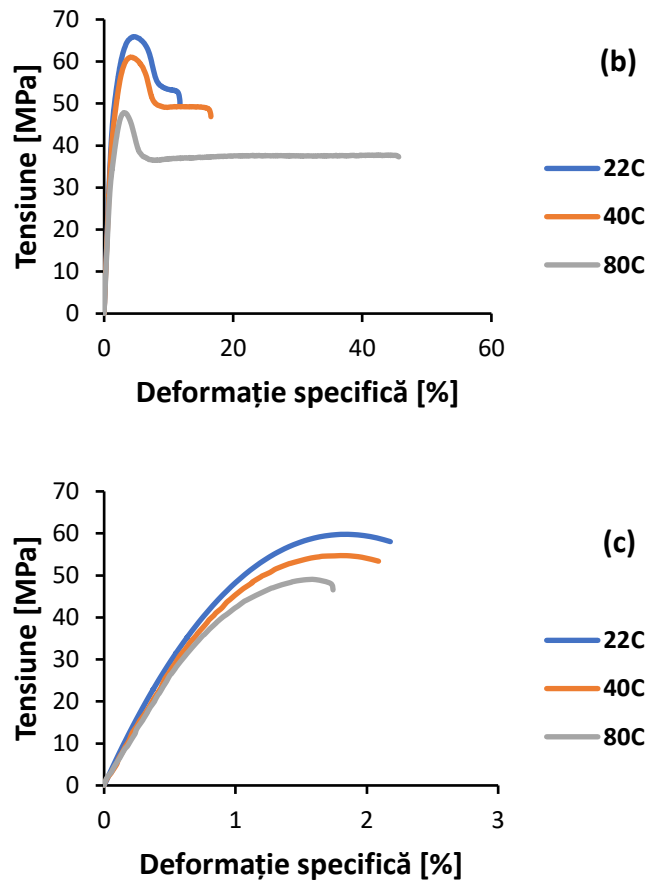 70
60
50
40
30
20
10
0
Tensiune [MPa]
0 20 40 60
Deformație specifică [%]
(b)
22C
40C
80C
70
60
50
40
30
20
10
0
Tensiune [MPa]
0 1 2 3
Deformație specifică [%]
(c)
22C
40C
80C